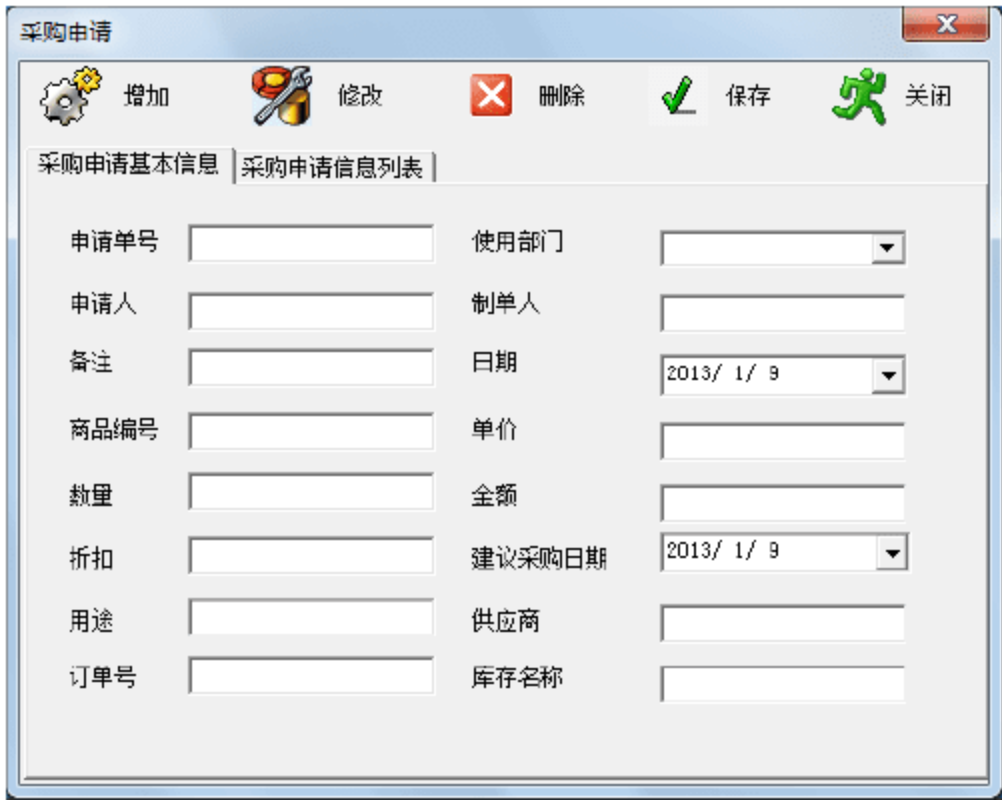 采购申请
增加 修改 删除 保存 关闭
采购申请基本信息 采购申请信息列表
申请单号 使用部门
申请人 制单人
备注 日期 2013/ 1/ 9
商品编号 单价
数量 金额
折扣 建议采购日期 2013/ 1/ 9
用途 供应商
订单号 库存名称